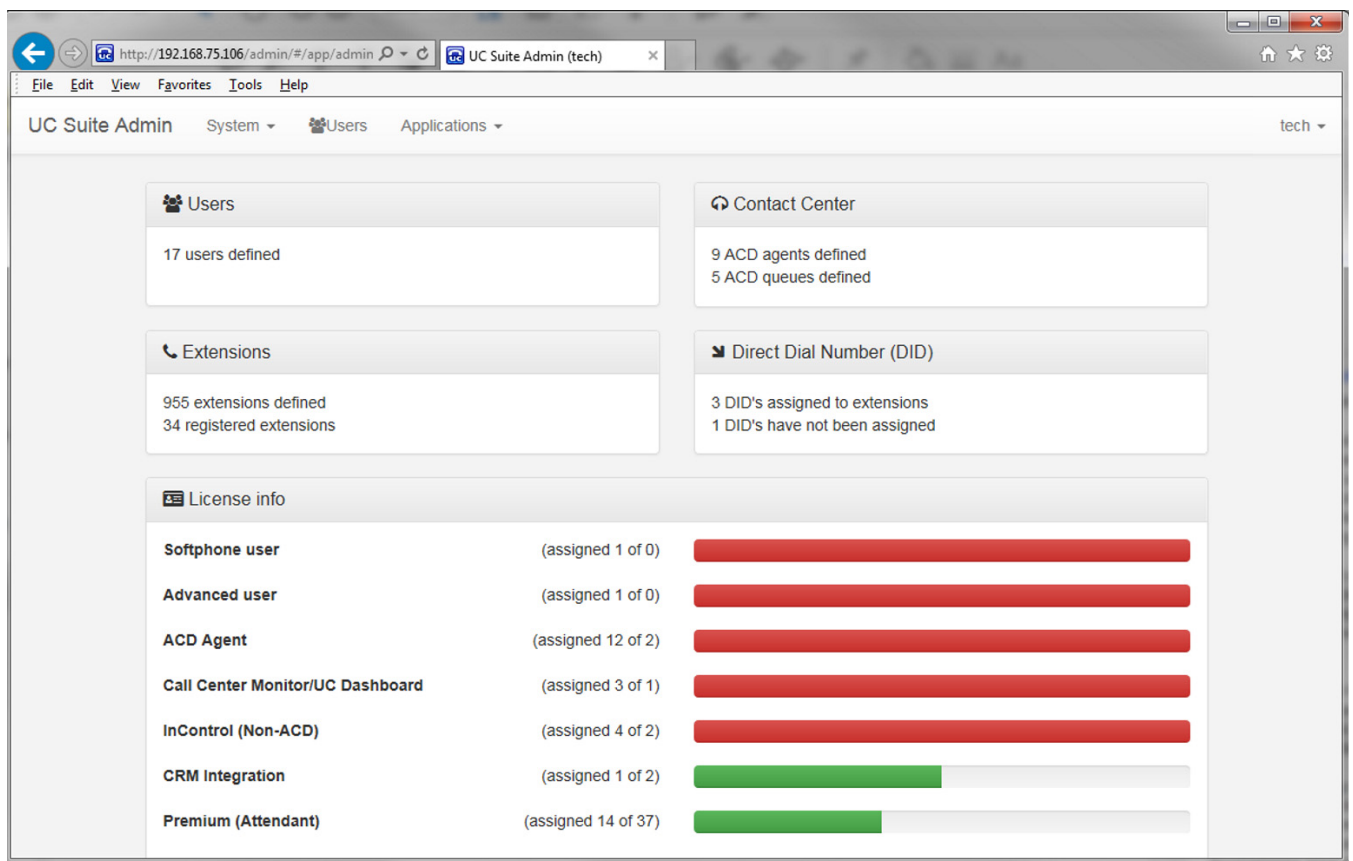 http://192.168.75.106/admin/#/app/admin
UC Suite Admin (tech)
File Edit View Favorites Tools Help
UC Suite Admin System Users Applications tech
Users
17 users defined
Contact Center
9 ACD agents defined
5 ACD queues defined
Extensions
955 extensions defined
34 registered extensions
Direct Dial Number (DID)
3 DID's assigned to extensions
1 DID's have not been assigned
License info
Softphone user (assigned 1 of 0)
Advanced user (assigned 1 of 0)
ACD Agent (assigned 12 of 2)
Call Center Monitor/UC Dashboard (assigned 3 of 1)
InControl (Non-ACD) (assigned 4 of 2)
CRM Integration (assigned 1 of 2)
Premium (Attendant) (assigned 14 of 37)